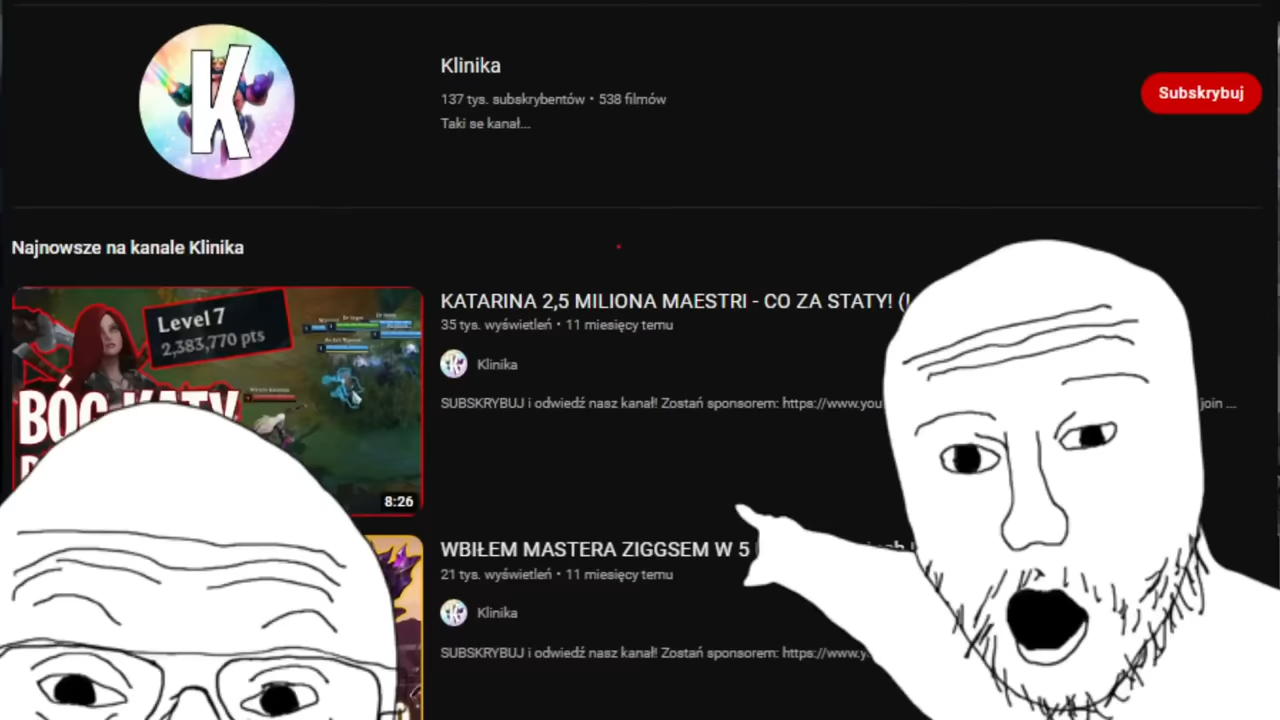 K
Klinika
137 tys. subskrybentów • 538 filmów
Taki se kanał...
Subskrybuj
Najnowsze na kanale Klinika
Level 7
2,383,770 pts
BÓG KATY
8:26
KATARINA 2,5 MILIONA MAESTRI - CO ZA STATY! (
35 tys. wyświetleń • 11 miesięcy temu
Klinika
SUBSKRYBUJ i odwiedź nasz kanał! Zostań sponsorem: https://www.you
join ...
WBIŁEM MASTERA ZIGGSEM W 5
21 tys. wyświetleń • 11 miesięcy temu
Klinika
SUBSKRYBUJ i odwiedź nasz kanał! Zostań sponsorem: https://www.y